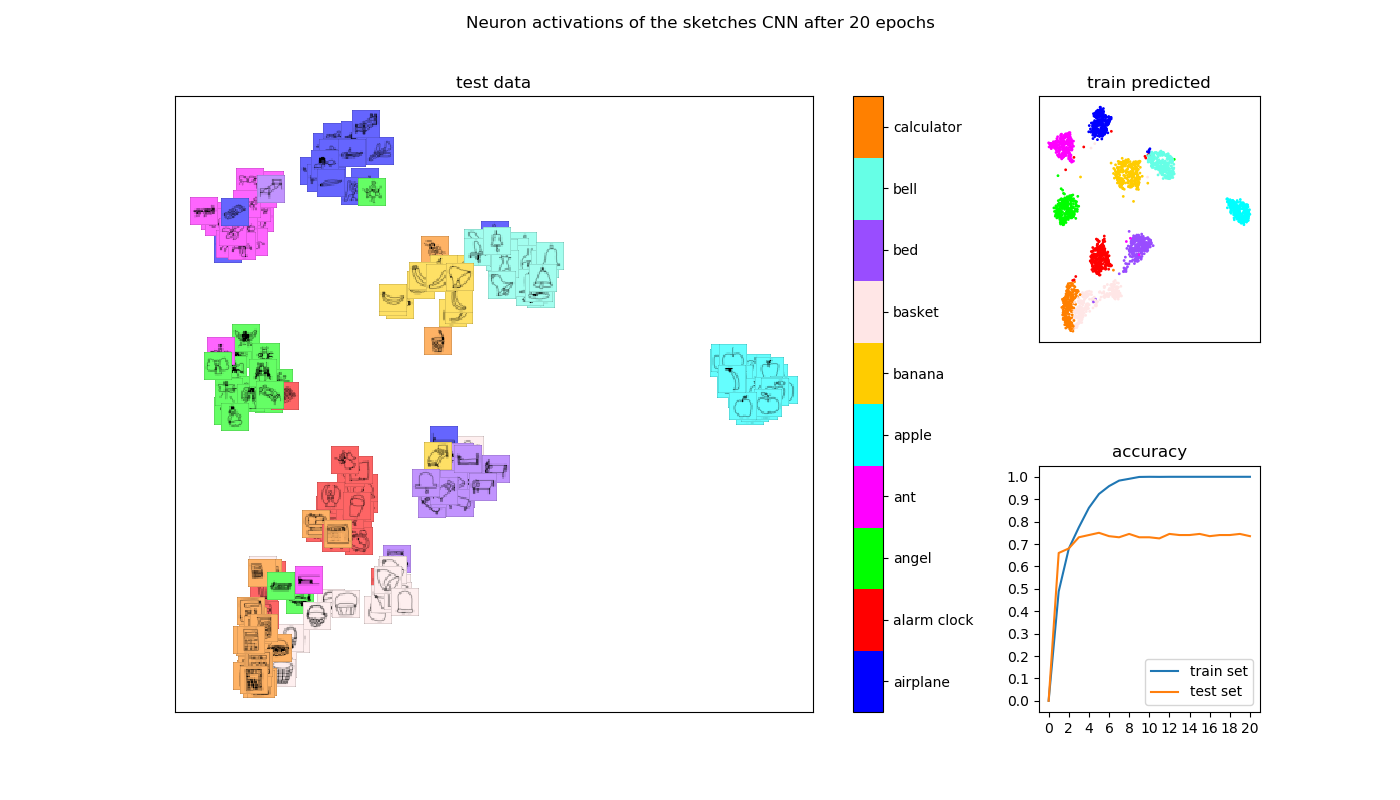 Neuron activations of the sketches CNN after 20 epochs
test data
calculator
bell
bed
basket
banana
apple
ant
angel
alarm clock
airplane
train predicted
accuracy
1.0
0.9
0.8
0.7
0.6
0.5
0.4
0.3
0.2
0.1
0.0
train set
test set
0 2 4 6 8 10 12 14 16 18 20